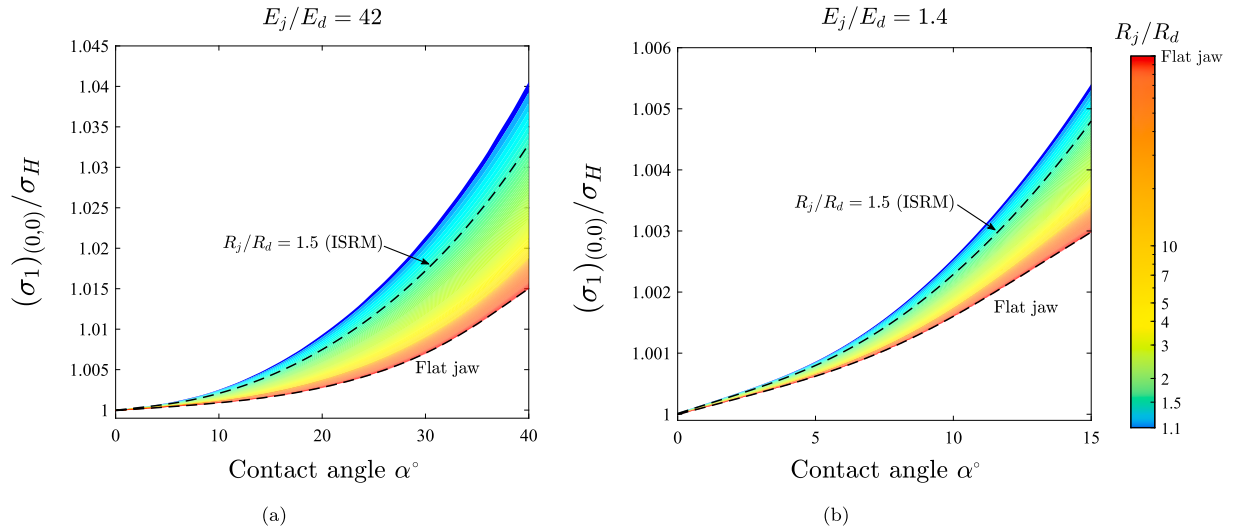 E_j/E_d = 42
(σ_1)_(0,0)/σ_H
1.045
1.04
1.035
1.03
1.025
1.02
1.015
1.01
1.005
1
R_j/R_d = 1.5 (ISRM)
Flat jaw
0 10 20 30 40
Contact angle α°
(a)
E_j/E_d = 1.4
(σ_1)_(0,0)/σ_H
1.006
1.005
1.004
1.003
1.002
1.001
1
R_j/R_d = 1.5 (ISRM)
Flat jaw
0 5 10 15
Contact angle α°
(b)
R_j/R_d
Flat jaw
10
7
5
4
3
2
1.5
1.1